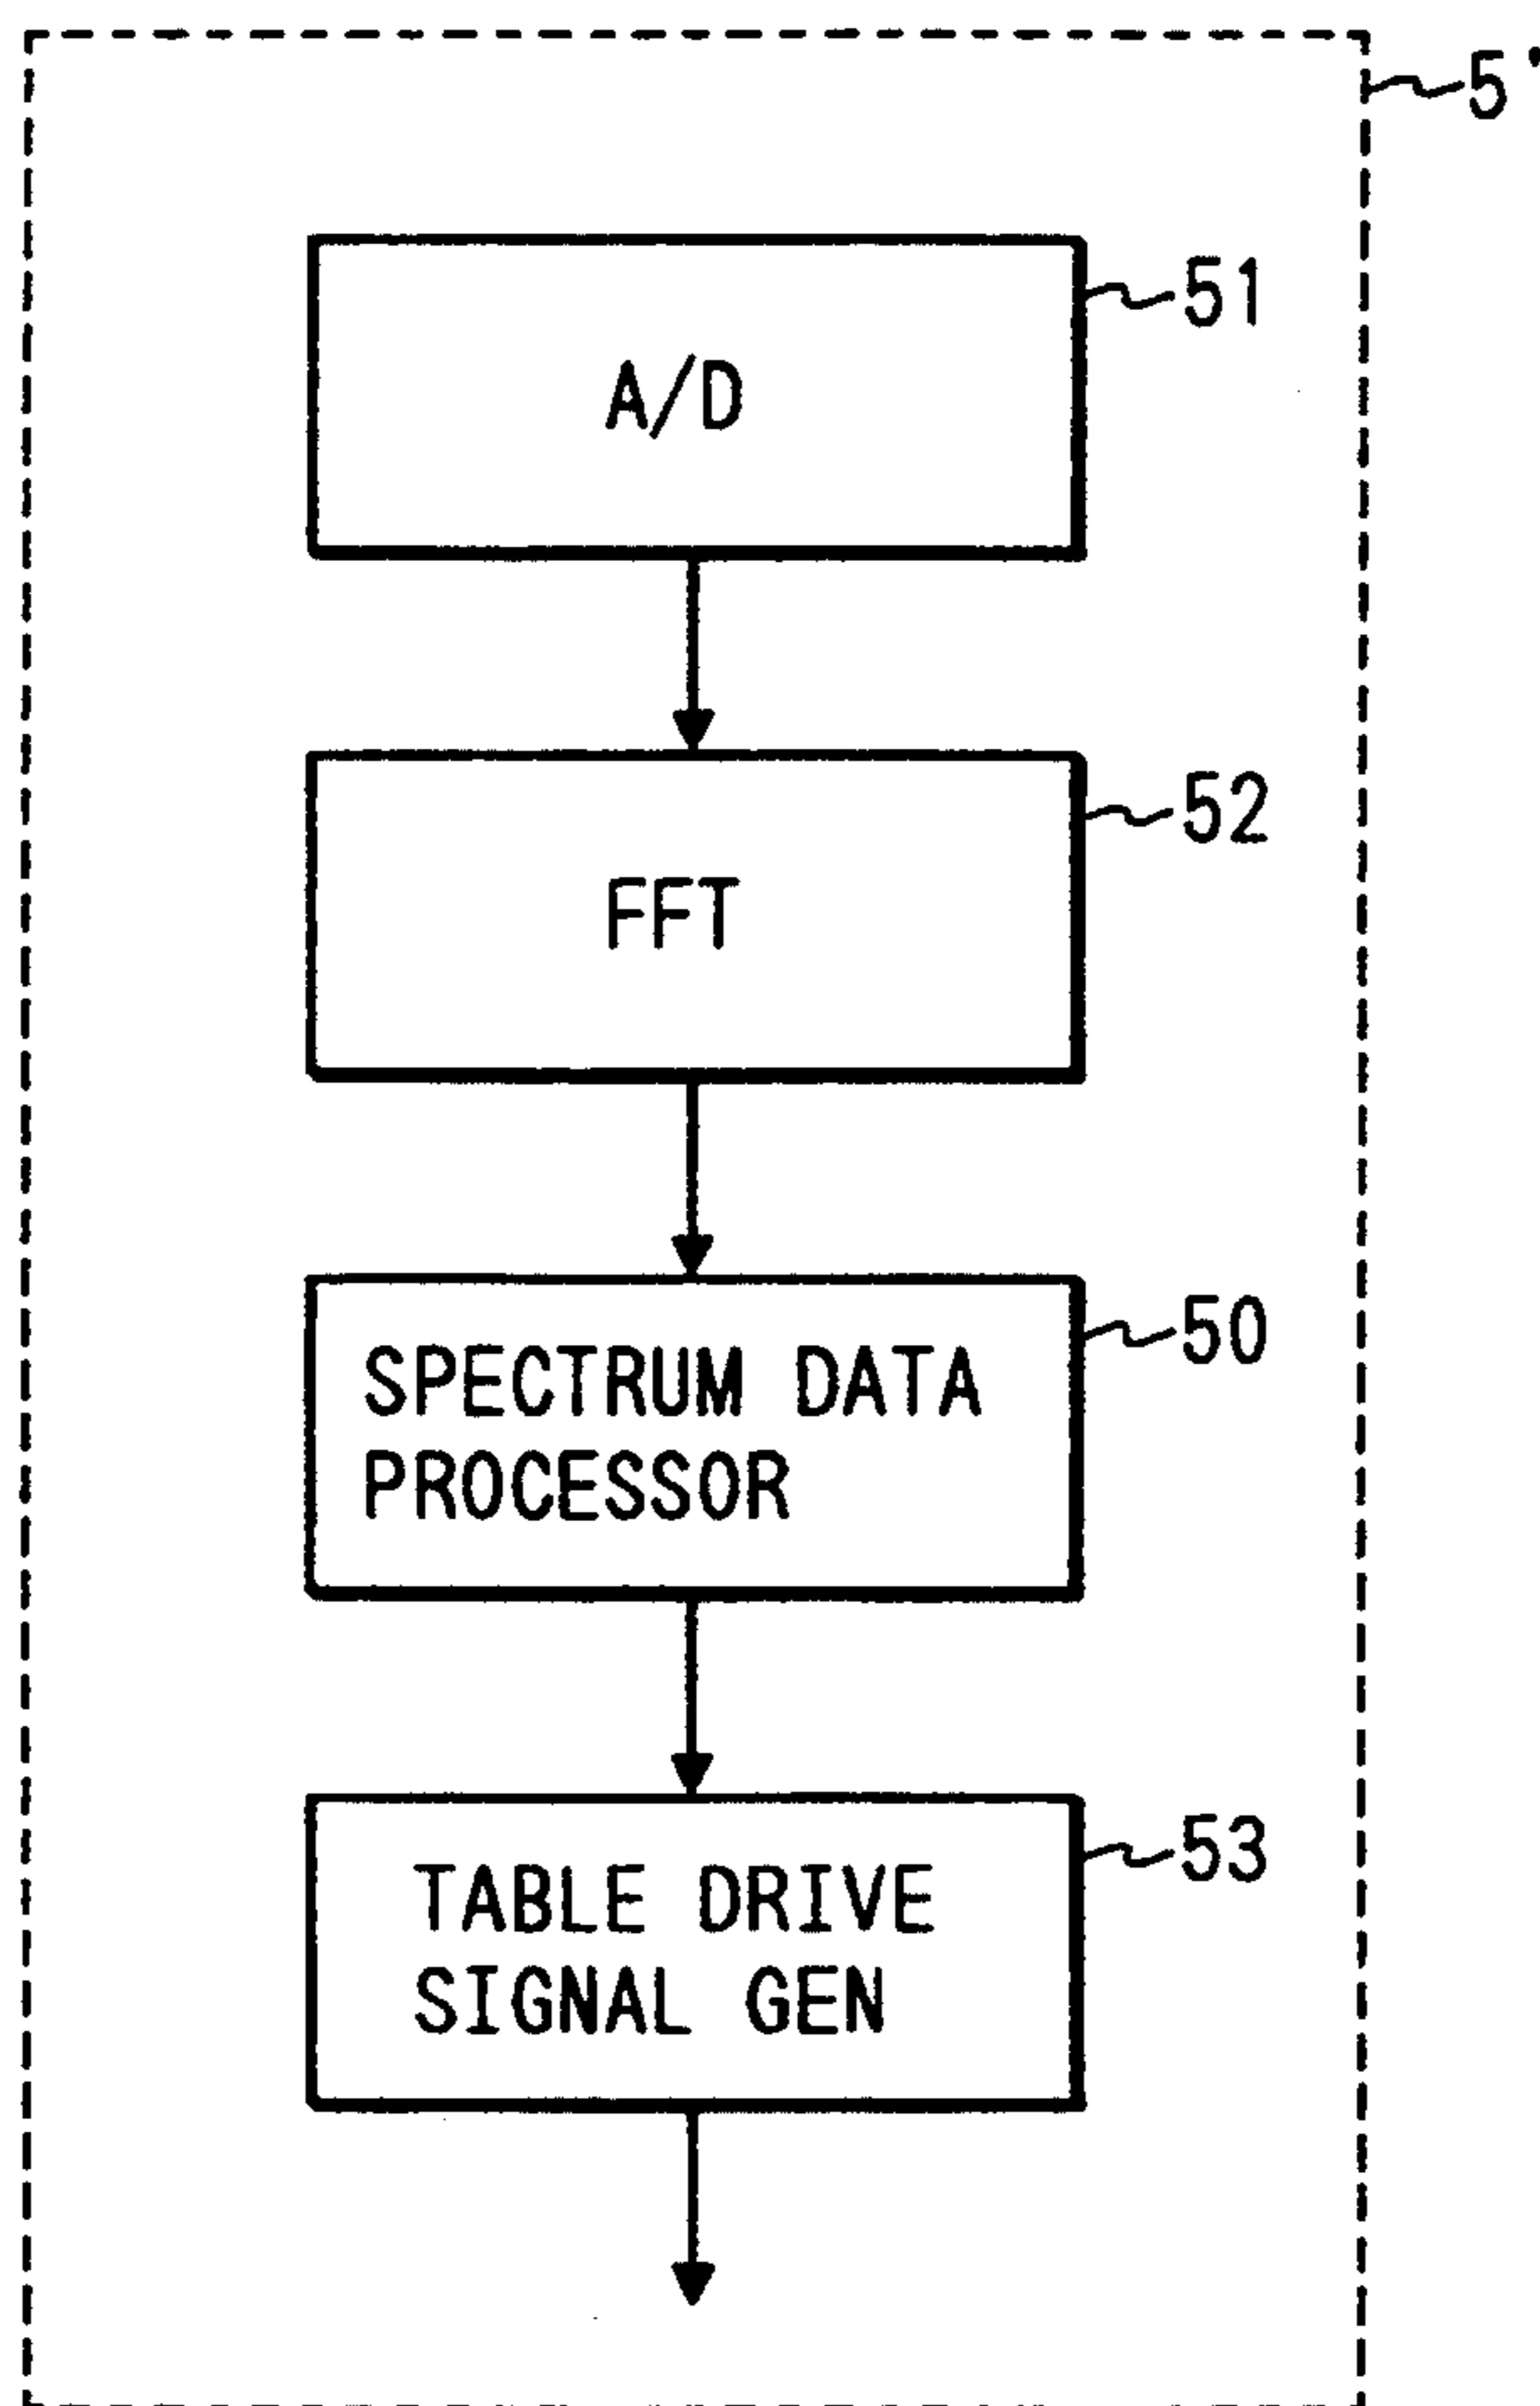 5'
51
A/D
52
FFT
50
SPECTRUM DATA
PROCESSOR
53
TABLE DRIVE
SIGNAL GEN